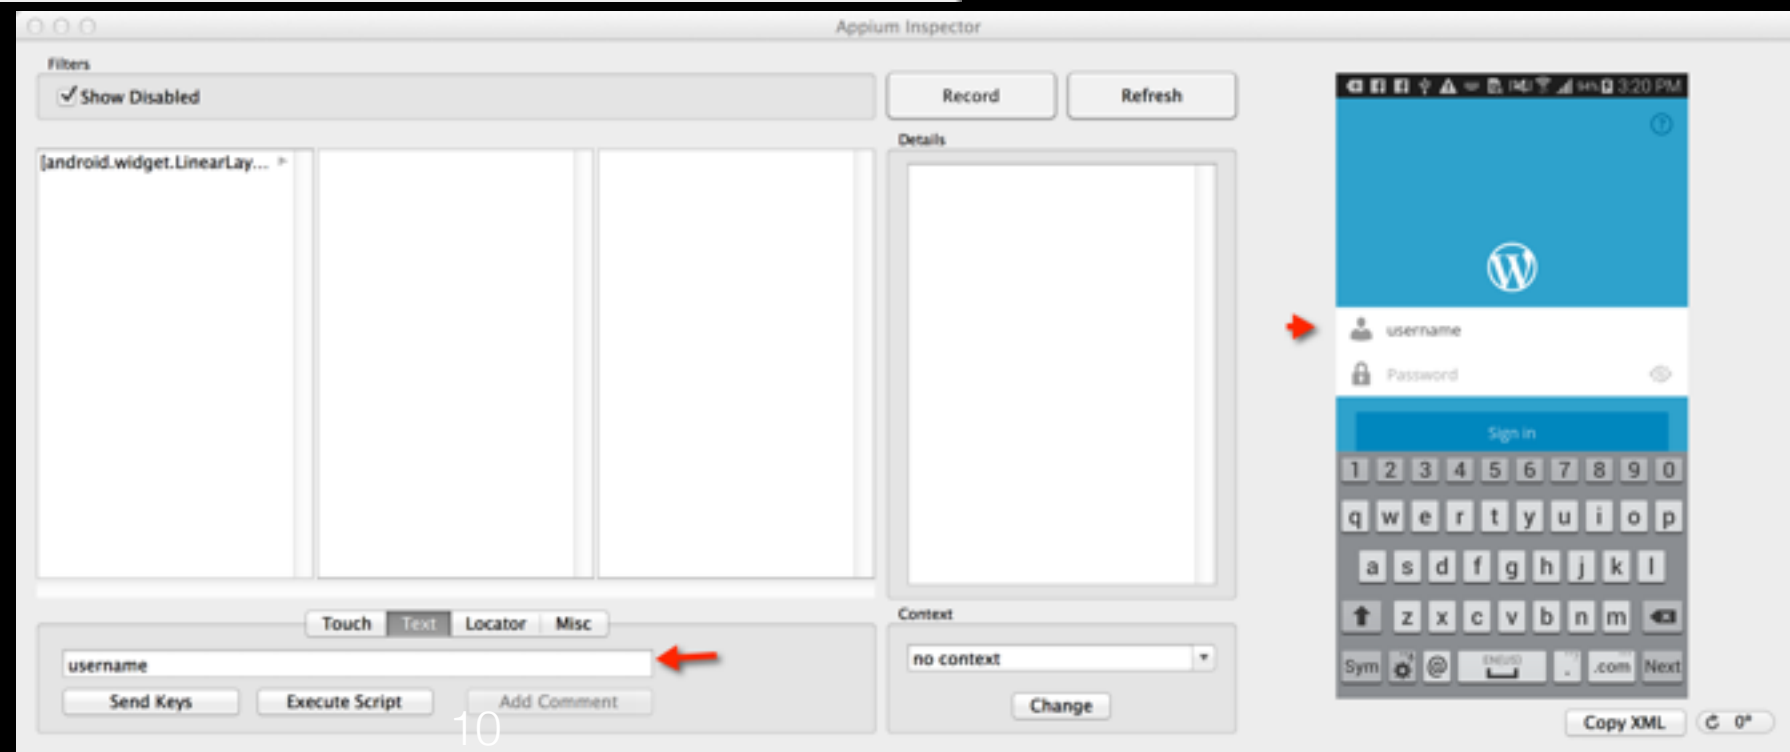 Appium Inspector
Filters
Show Disabled
Record
Refresh
Details
[android.widget.LinearLay...
Touch
Text
Locator
Misc
username
Send Keys
Execute Script
Add Comment
Context
no context
Change
10
3:20 PM
username
Password
Sign in
1 2 3 4 5 6 7 8 9 0
q w e r t y u i o p
a s d f g h j k l
z x c v b n m
Sym @ . .com Next
Copy XML
0°